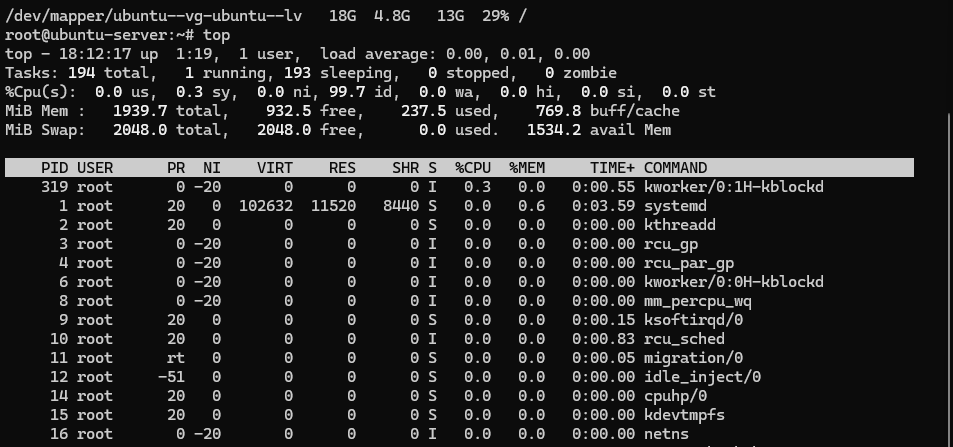 /dev/mapper/ubuntu--vg-ubuntu--lv   18G  4.8G   13G  29% /
root@ubuntu-server:~# top
top - 18:12:17 up  1:19,  1 user,  load average: 0.00, 0.01, 0.00
Tasks: 194 total,   1 running, 193 sleeping,   0 stopped,   0 zombie
%Cpu(s):  0.0 us,  0.3 sy,  0.0 ni, 99.7 id,  0.0 wa,  0.0 hi,  0.0 si,  0.0 st
MiB Mem :   1939.7 total,    932.5 free,    237.5 used,    769.8 buff/cache
MiB Swap:   2048.0 total,   2048.0 free,      0.0 used.   1534.2 avail Mem
    PID USER      PR  NI    VIRT    RES    SHR S  %CPU  %MEM     TIME+ COMMAND
    319 root       0 -20       0      0      0 I   0.3   0.0   0:00.55 kworker/0:1H-kblockd
      1 root      20   0  102632  11520   8440 S   0.0   0.6   0:03.59 systemd
      2 root      20   0       0      0      0 S   0.0   0.0   0:00.00 kthreadd
      3 root       0 -20       0      0      0 I   0.0   0.0   0:00.00 rcu_gp
      4 root       0 -20       0      0      0 I   0.0   0.0   0:00.00 rcu_par_gp
      6 root       0 -20       0      0      0 I   0.0   0.0   0:00.00 kworker/0:0H-kblockd
      8 root       0 -20       0      0      0 I   0.0   0.0   0:00.00 mm_percpu_wq
      9 root      20   0       0      0      0 S   0.0   0.0   0:00.15 ksoftirqd/0
     10 root      20   0       0      0      0 I   0.0   0.0   0:00.83 rcu_sched
     11 root      rt   0       0      0      0 S   0.0   0.0   0:00.05 migration/0
     12 root     -51   0       0      0      0 S   0.0   0.0   0:00.00 idle_inject/0
     14 root      20   0       0      0      0 S   0.0   0.0   0:00.00 cpuhp/0
     15 root      20   0       0      0      0 S   0.0   0.0   0:00.00 kdevtmpfs
     16 root       0 -20       0      0      0 I   0.0   0.0   0:00.00 netns